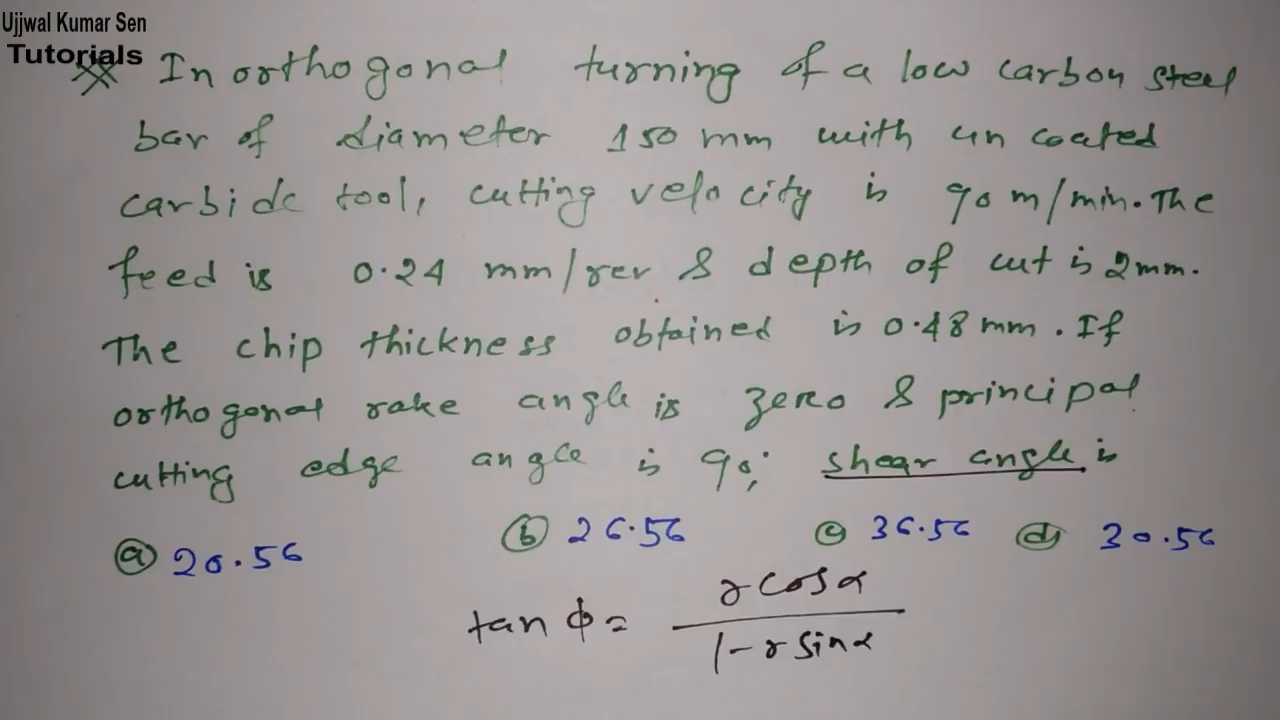 Ujjwal Kumar Sen
Tutorials
In orthogonal turning of a low carbon steel
bar of diameter 150 mm with un coated
carbide tool, cutting velocity is 90 m/min. The
feed is 0.24 mm/rev & depth of cut is 2mm.
The chip thickness obtained is 0.48 mm. If
orthogonal rake angle is zero & principal
cutting edge angle is 90°; shear angle is
(a) 20.56 (b) 26.56 (c) 36.56 (d) 30.56
tan ϕ = r cos α / 1 - r sin α